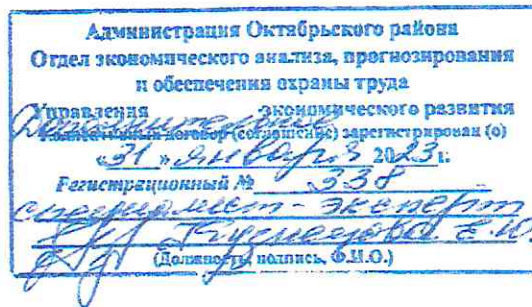 Администрация Октябрьского района
Отдел экономического анализа, прогнозирования
и обеспечения охраны труда
Управления экономического развития
Дополнительное
Коллективный договор (соглашение) зарегистрирован (о)
«31» января 2023 г.
Регистрационный № 338
специалист-эксперт
Кузнецова Е.Ю.
(Должность, подпись, Ф.И.О.)